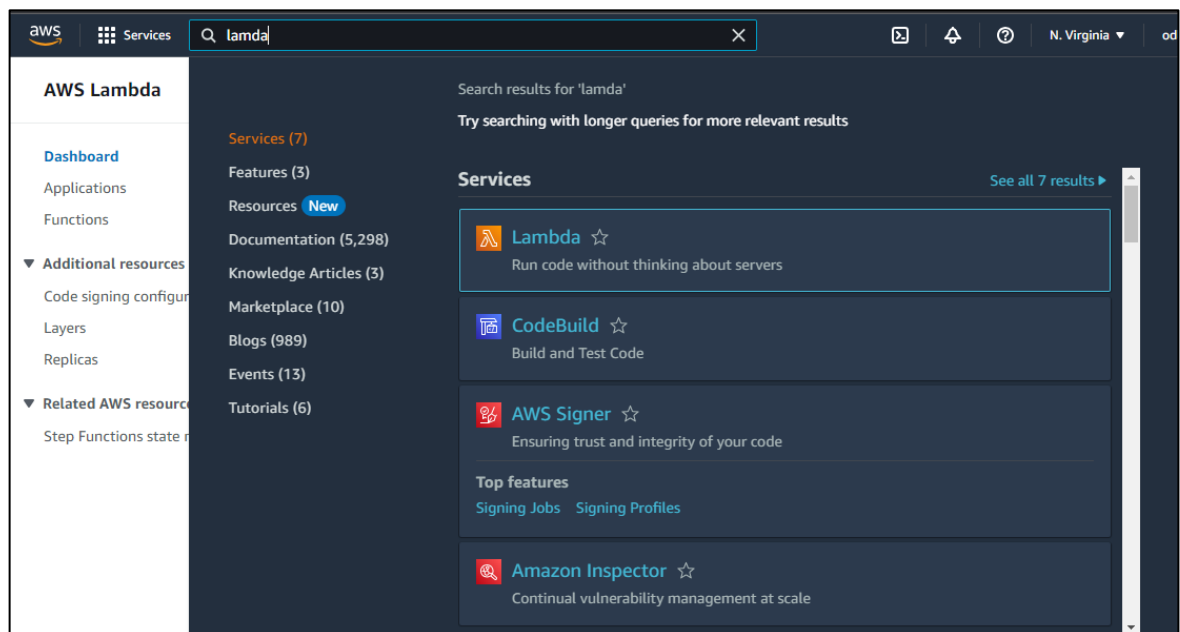 aws
Services
lamda
N. Virginia
od
AWS Lambda
Dashboard
Applications
Functions
Additional resources
Code signing configur
Layers
Replicas
Related AWS resourc
Step Functions state
Services (7)
Features (3)
Resources New
Documentation (5,298)
Knowledge Articles (3)
Marketplace (10)
Blogs (989)
Events (13)
Tutorials (6)
Search results for 'lamda'
Try searching with longer queries for more relevant results
Services
See all 7 results
Lambda
Run code without thinking about servers
CodeBuild
Build and Test Code
AWS Signer
Ensuring trust and integrity of your code
Top features
Signing Jobs Signing Profiles
Amazon Inspector
Continual vulnerability management at scale